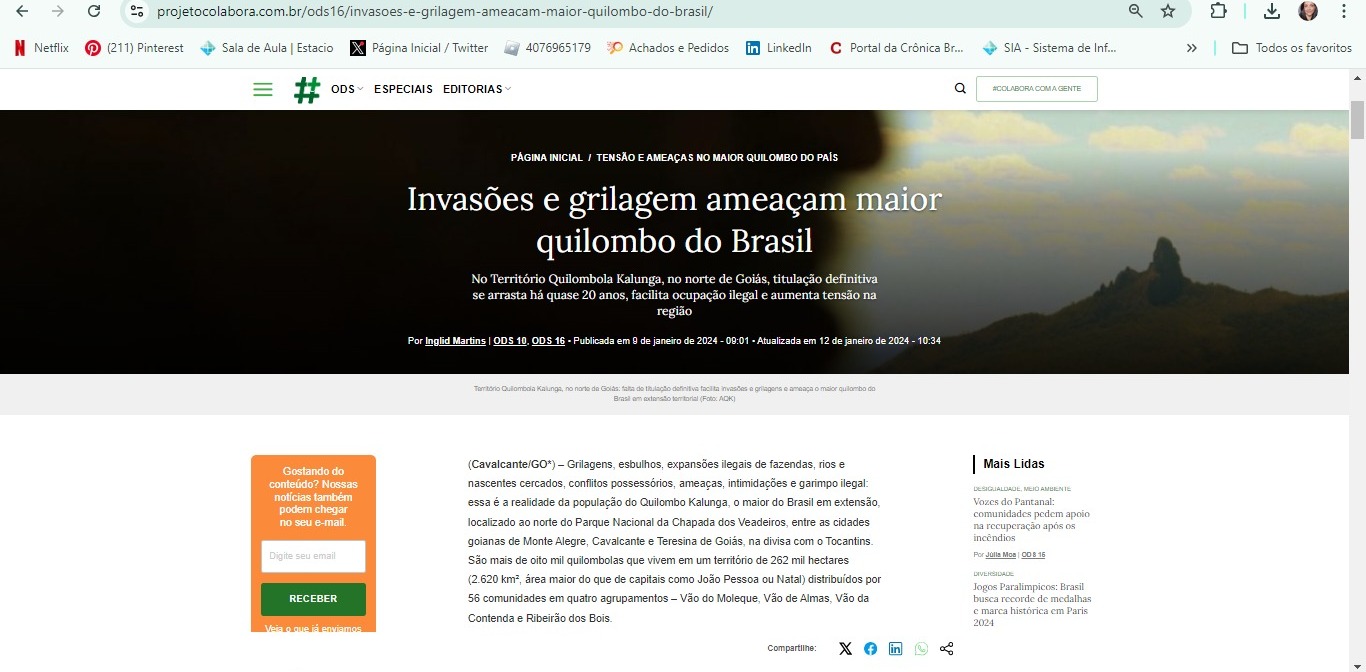 projetocolabora.com.br/ods16/invasoes-e-grilagem-ameacam-maior-quilombo-do-brasil/
Netflix (211) Pinterest Sala de Aula | Estacio Página Inicial / Twitter 4076965179 Achados e Pedidos LinkedIn Portal da Crônica Br... SIA - Sistema de Inf... » Todos os favoritos
# ODS ESPECIAIS EDITORIAS #COLABORA COM A GENTE
PÁGINA INICIAL / TENSÃO E AMEAÇAS NO MAIOR QUILOMBO DO PAÍS
Invasões e grilagem ameaçam maior
quilombo do Brasil
No Território Quilombola Kalunga, no norte de Goiás, titulação definitiva
se arrasta há quase 20 anos, facilita ocupação ilegal e aumenta tensão na
região
Por Inglid Martins | ODS 10, ODS 16 • Publicada em 9 de janeiro de 2024 - 09:01 • Atualizada em 12 de janeiro de 2024 - 10:34
Território Quilombola Kalunga, no norte de Goiás: falta de titulação definitiva facilita invasões e grilagens e ameaça o maior quilombo do
Brasil em extensão territorial (Foto: AQK)
Gostando do
conteúdo? Nossas
notícias também
podem chegar
no seu e-mail.
Digite seu email
RECEBER
Veja o que já enviamos
(Cavalcante/GO*) – Grilagens, esbulhos, expansões ilegais de fazendas, rios e
nascentes cercados, conflitos possessórios, ameaças, intimidações e garimpo ilegal:
essa é a realidade da população do Quilombo Kalunga, o maior do Brasil em extensão,
localizado ao norte do Parque Nacional da Chapada dos Veadeiros, entre as cidades
goianas de Monte Alegre, Cavalcante e Teresina de Goiás, na divisa com o Tocantins.
São mais de oito mil quilombolas que vivem em um território de 262 mil hectares
(2.620 km², área maior do que de capitais como João Pessoa ou Natal) distribuídos por
56 comunidades em quatro agrupamentos – Vão do Moleque, Vão de Almas, Vão da
Contenda e Ribeirão dos Bois.
Compartilhe:
Mais Lidas
DESIGUALDADE, MEIO AMBIENTE
Vozes do Pantanal:
comunidades pedem apoio
na recuperação após os
incêndios
Por Júlia Moa | ODS 16
DIVERSIDADE
Jogos Paralímpicos: Brasil
busca recorde de medalhas
e marca histórica em Paris
2024